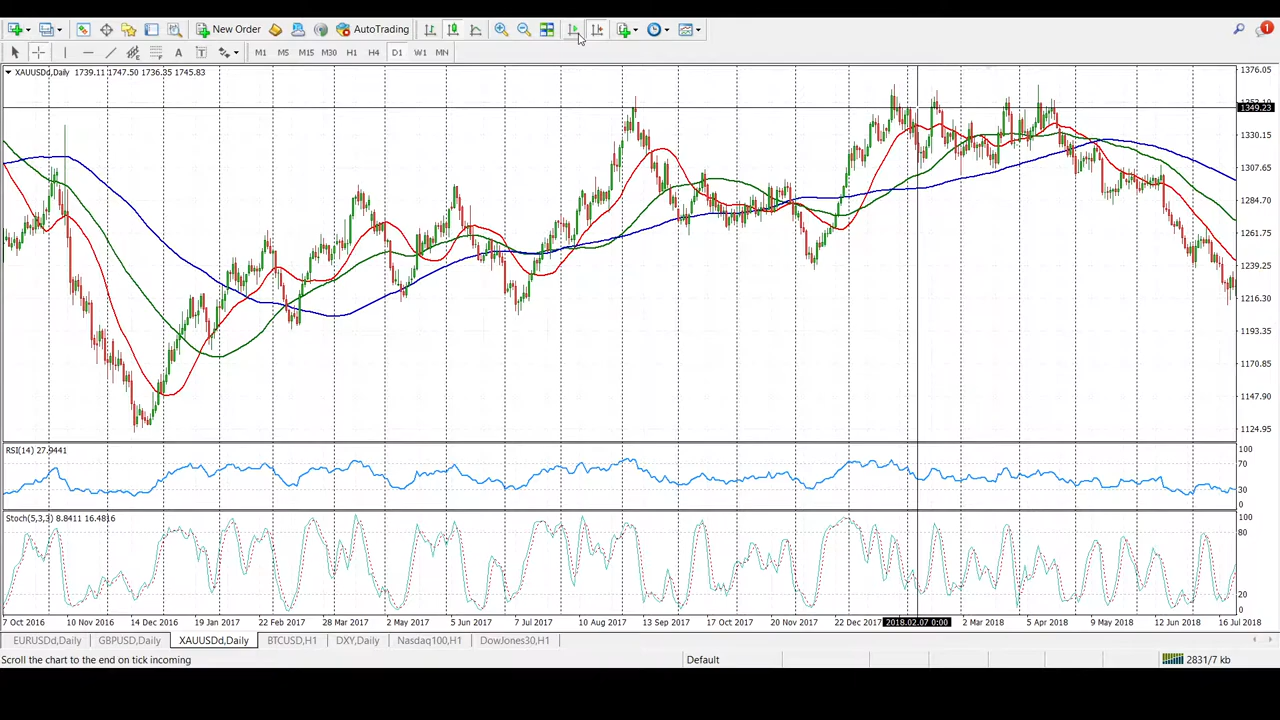 New Order AutoTrading 1
A T M1 M5 M15 M30 H1 H4 D1 W1 MN
XAUUSDd,Daily 1739.11 1747.50 1736.35 1745.83
1376.05
1349.23
1330.15
1307.65
1284.70
1261.75
1239.25
1216.30
1193.35
1170.85
1147.90
1124.95
RSI(14) 27.9441
100
70
30
0
Stoch(5,3,3) 8.8411 16.4816
100
80
20
0
7 Oct 2016 10 Nov 2016 14 Dec 2016 19 Jan 2017 22 Feb 2017 28 Mar 2017 2 May 2017 5 Jun 2017 7 Jul 2017 10 Aug 2017 13 Sep 2017 17 Oct 2017 20 Nov 2017 22 Dec 2017 2018.02.07 0:00 2 Mar 2018 5 Apr 2018 9 May 2018 12 Jun 2018 16 Jul 2018
EURUSDd,Daily GBPUSD,Daily XAUUSDd,Daily BTCUSD,H1 DXY,Daily Nasdaq100,H1 DowJones30,H1
Scroll the chart to the end on tick incoming Default 2831/7 kb